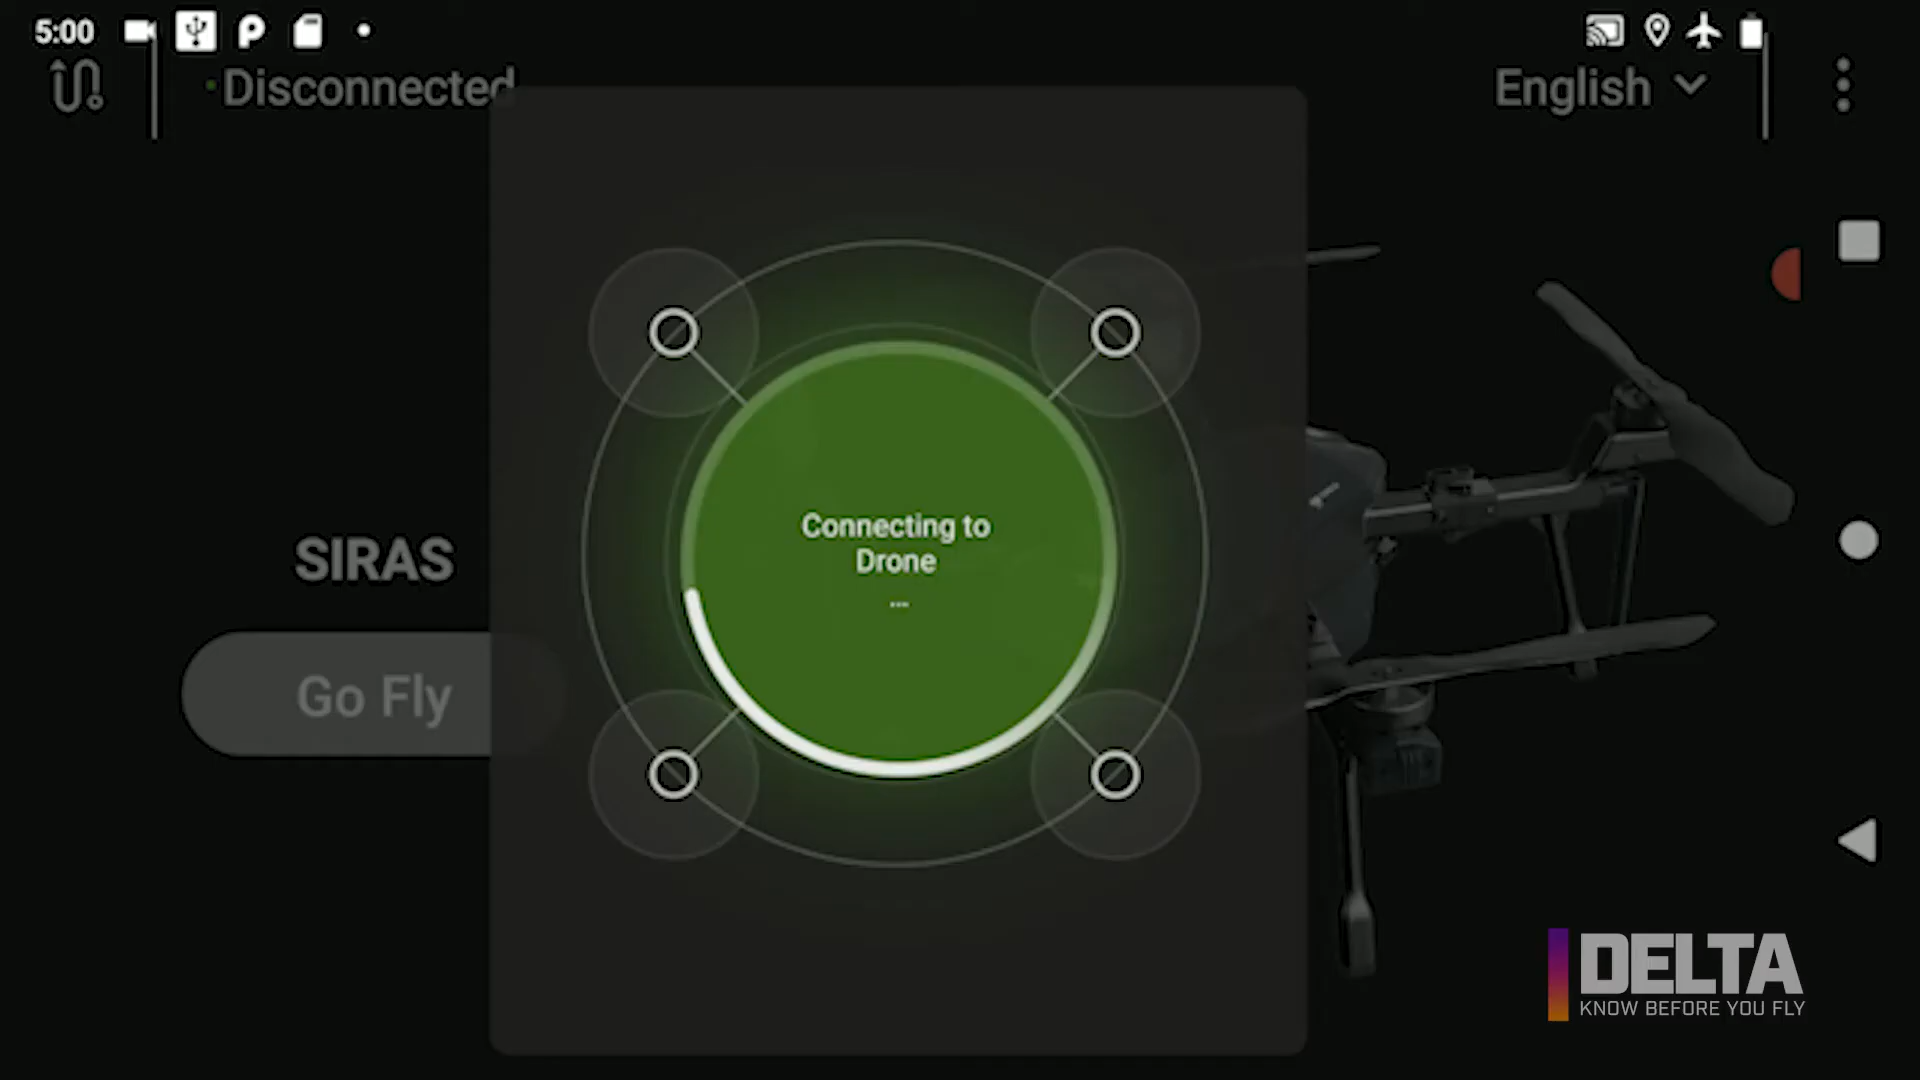 5:00
Disconnected
English
SIRAS
Go Fly
Connecting to
Drone
...
DELTA
KNOW BEFORE YOU FLY